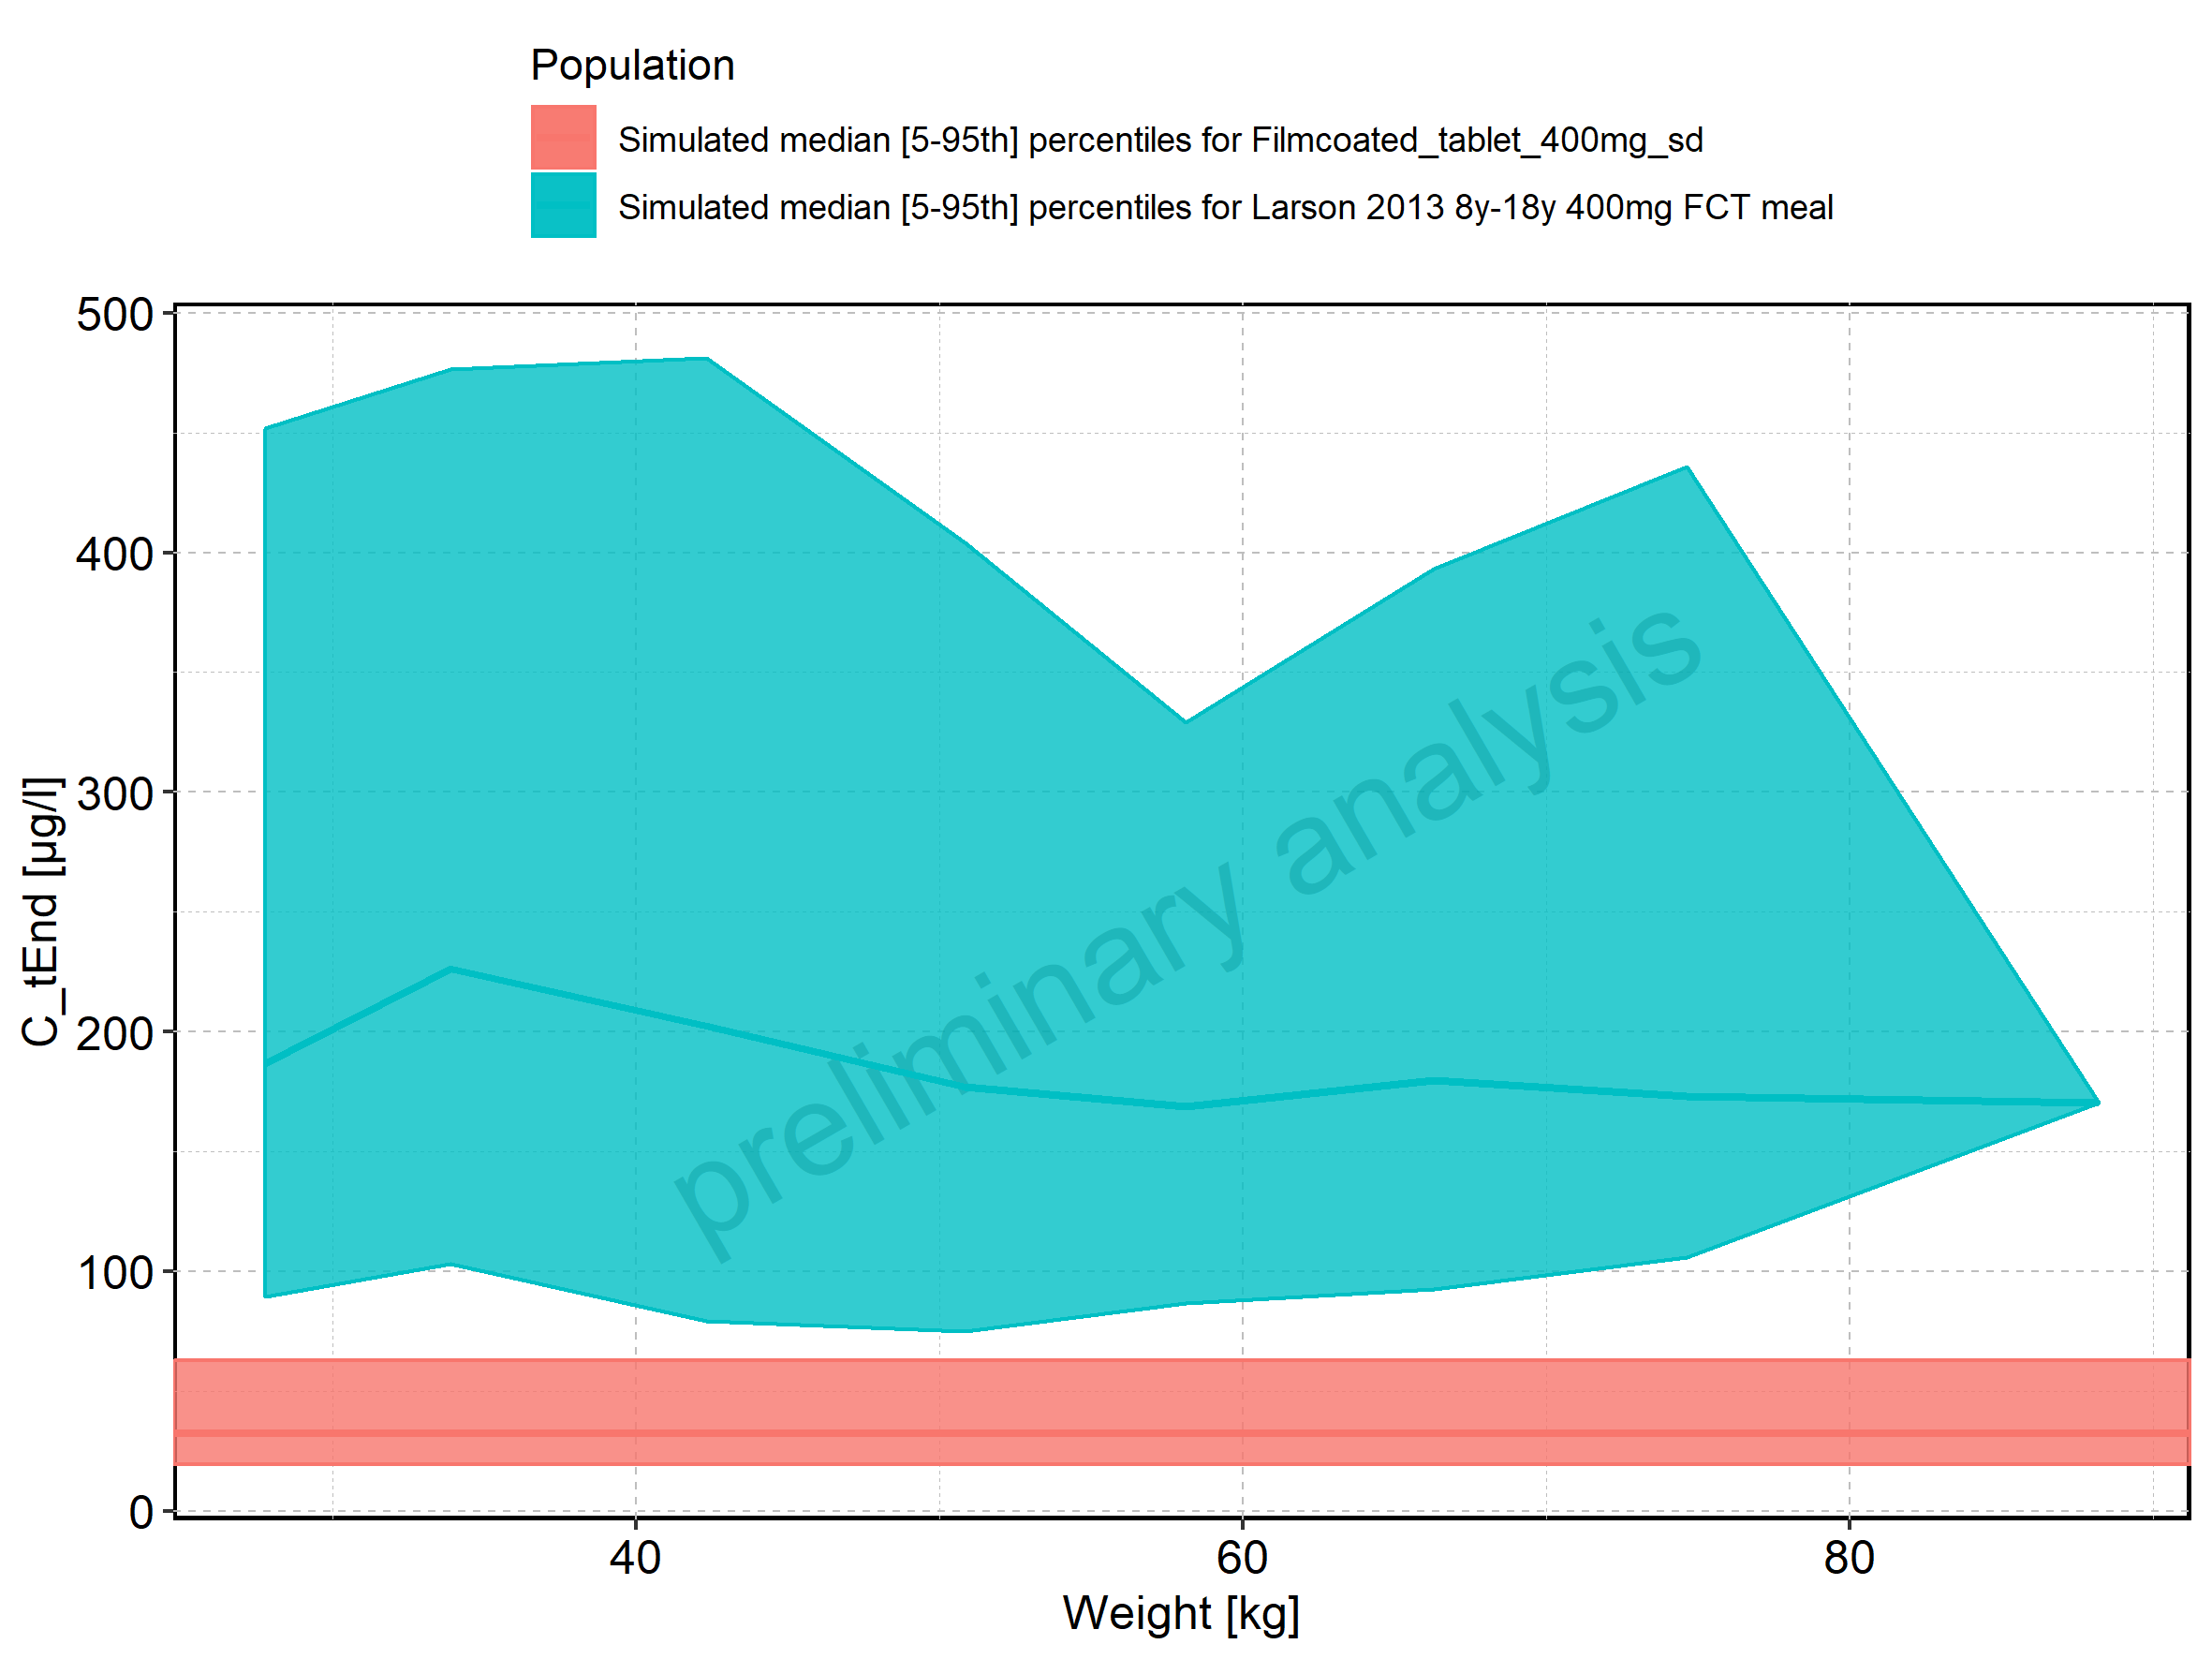 Population
Simulated median [5-95th] percentiles for Filmcoated_tablet_400mg_sd
Simulated median [5-95th] percentiles for Larson 2013 8y-18y 400mg FCT meal
500
400
300
200
100
0
C_tEnd [µg/l]
preliminary analysis
40 60 80
Weight [kg]